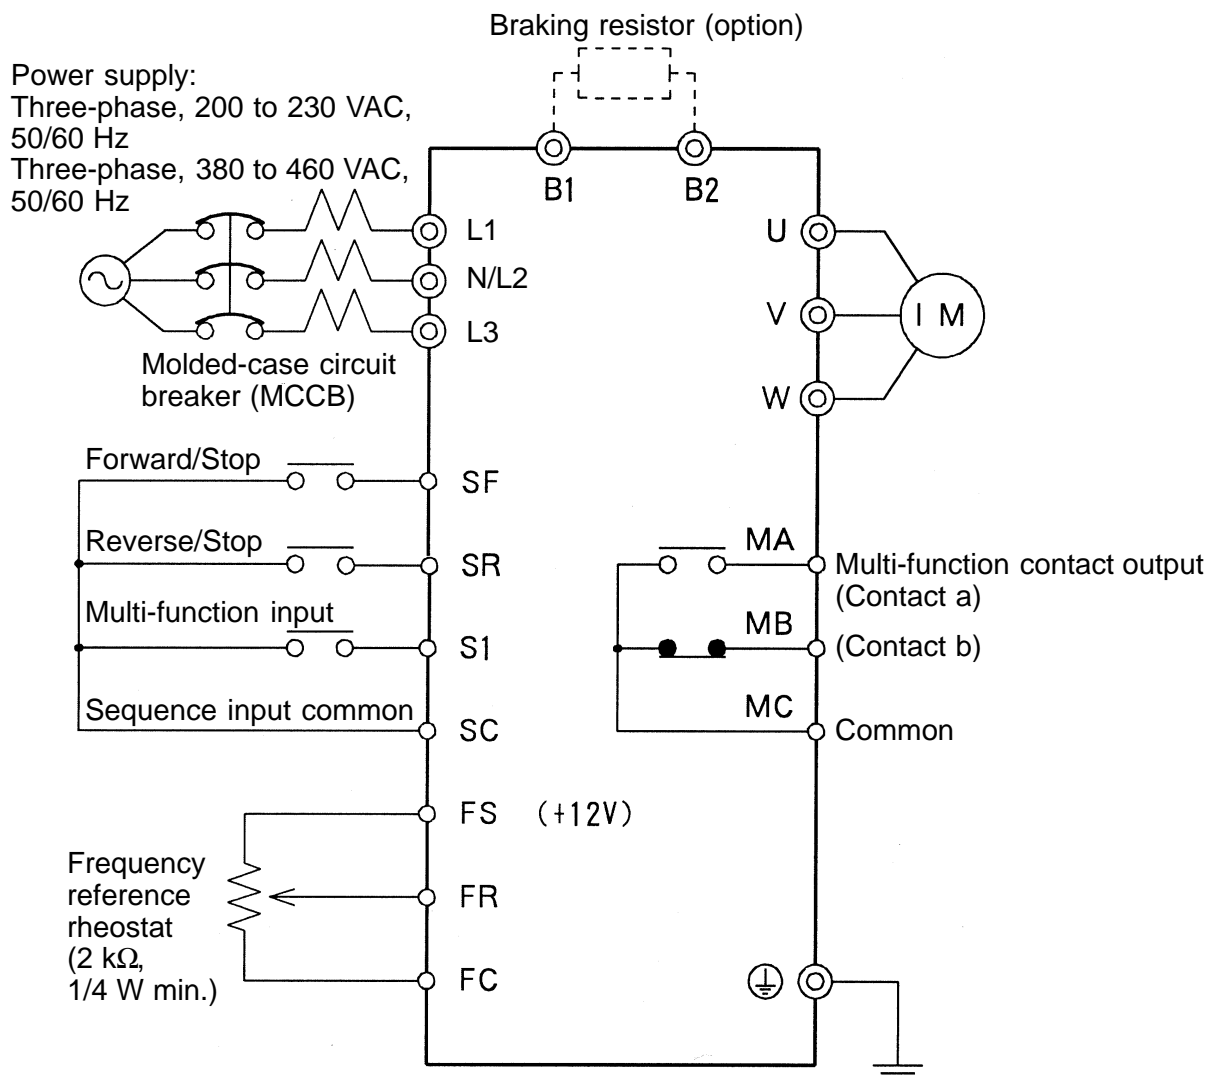 Braking resistor (option)
Power supply:
Three-phase, 200 to 230 VAC,
50/60 Hz
Three-phase, 380 to 460 VAC,
50/60 Hz
B1
B2
L1
N/L2
L3
U
V
W
I M
Molded-case circuit
breaker (MCCB)
Forward/Stop
SF
Reverse/Stop
SR
Multi-function input
S1
Sequence input common
SC
MA
Multi-function contact output
(Contact a)
MB
(Contact b)
MC
Common
FS (+12V)
Frequency
reference
rheostat
(2 kΩ,
1/4 W min.)
FR
FC